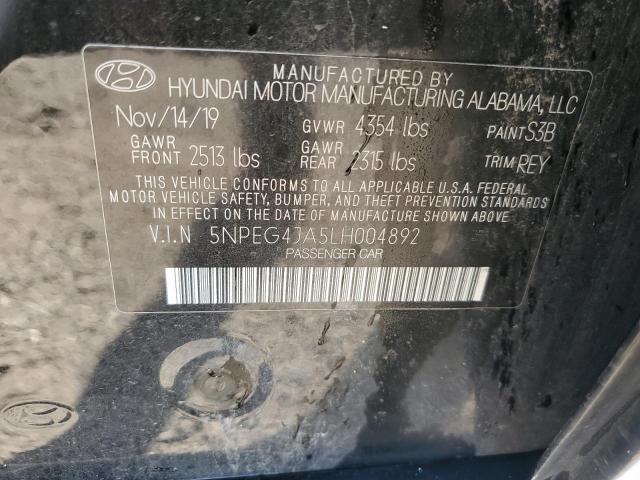 MANUFACTURED BY
HYUNDAI MOTOR MANUFACTURING ALABAMA, LLC
Nov/14/19 GVWR 4354 lbs PAINT S3B
GAWR FRONT 2513 lbs GAWR REAR 2315 lbs TRIM REY
THIS VEHICLE CONFORMS TO ALL APPLICABLE U.S.A. FEDERAL
MOTOR VEHICLE SAFETY, BUMPER, AND THEFT PREVENTION STANDARDS
IN EFFECT ON THE DATE OF MANUFACTURE SHOWN ABOVE.
V.I.N 5NPEG4JA5LH004892
PASSENGER CAR